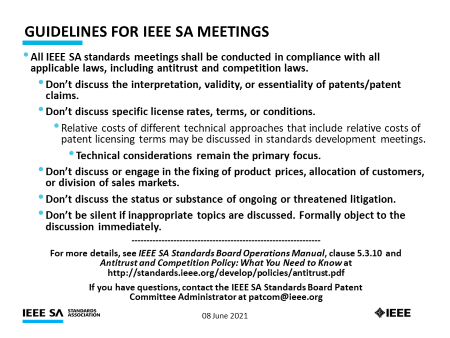 GUIDELINES FOR IEEE SA MEETINGS
• All IEEE SA standards meetings shall be conducted in compliance with all
applicable laws, including antitrust and competition laws.
• Don't discuss the interpretation, validity, or essentiality of patents/patent
claims.
• Don't discuss specific license rates, terms, or conditions.
• Relative costs of different technical approaches that include relative costs of
patent licensing terms may be discussed in standards development meetings.
• Technical considerations remain the primary focus.
• Don't discuss or engage in the fixing of product prices, allocation of customers,
or division of sales markets.
• Don't discuss the status or substance of ongoing or threatened litigation.
• Don't be silent if inappropriate topics are discussed. Formally object to the
discussion immediately.
---------------------------------------------------------------
For more details, see IEEE SA Standards Board Operations Manual, clause 5.3.10 and
Antitrust and Competition Policy: What You Need to Know at
http://standards.ieee.org/develop/policies/antitrust.pdf
If you have questions, contact the IEEE SA Standards Board Patent
Committee Administrator at patcom@ieee.org
IEEE SA STANDARDS ASSOCIATION
08 June 2021
IEEE